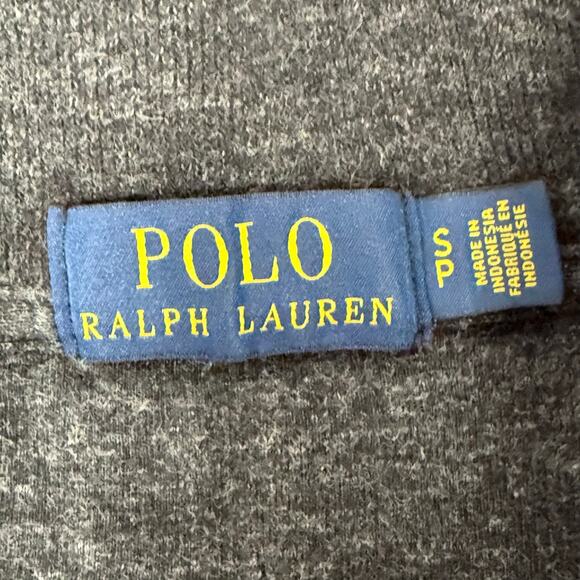 POLO
RALPH LAUREN
S
P
MADE IN
INDONESIA
FABRIQUÉ EN
INDONÉSIE